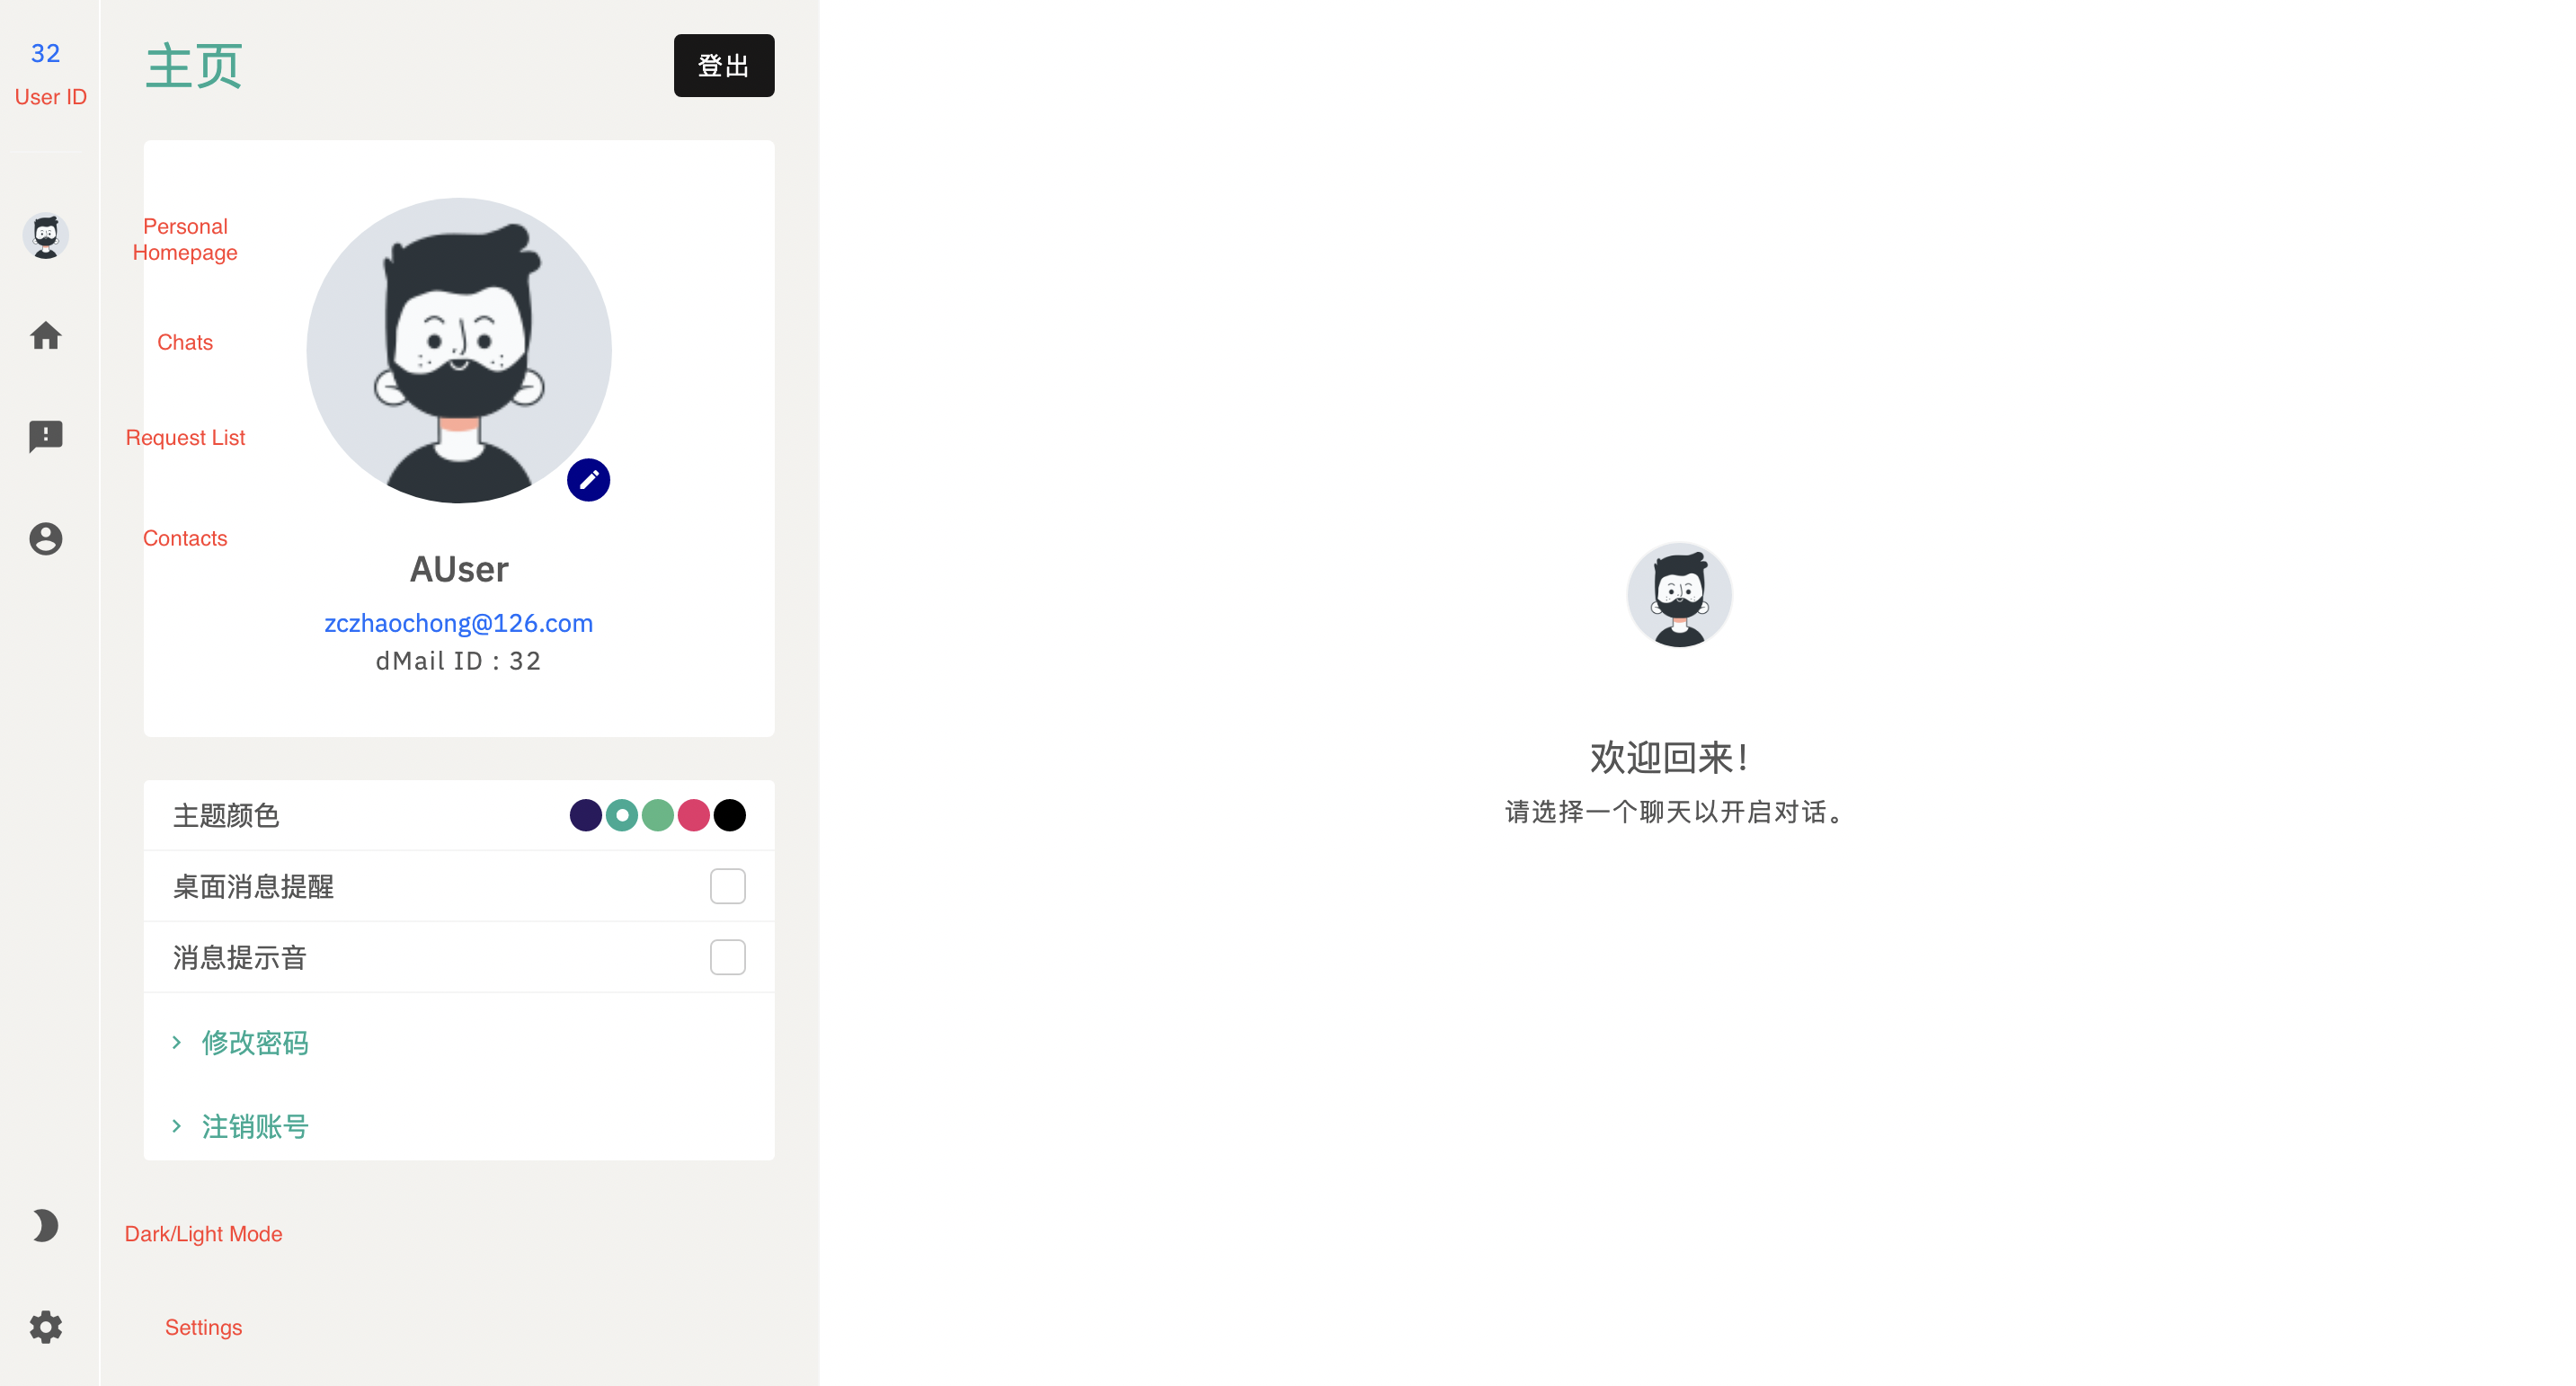 32
User ID
主页
登出
Personal
Homepage
Chats
Request List
Contacts
AUser
zczhaochong@126.com
dMail ID : 32
主题颜色
桌面消息提醒
消息提示音
修改密码
注销账号
Dark/Light Mode
Settings
欢迎回来!
请选择一个聊天以开启对话。